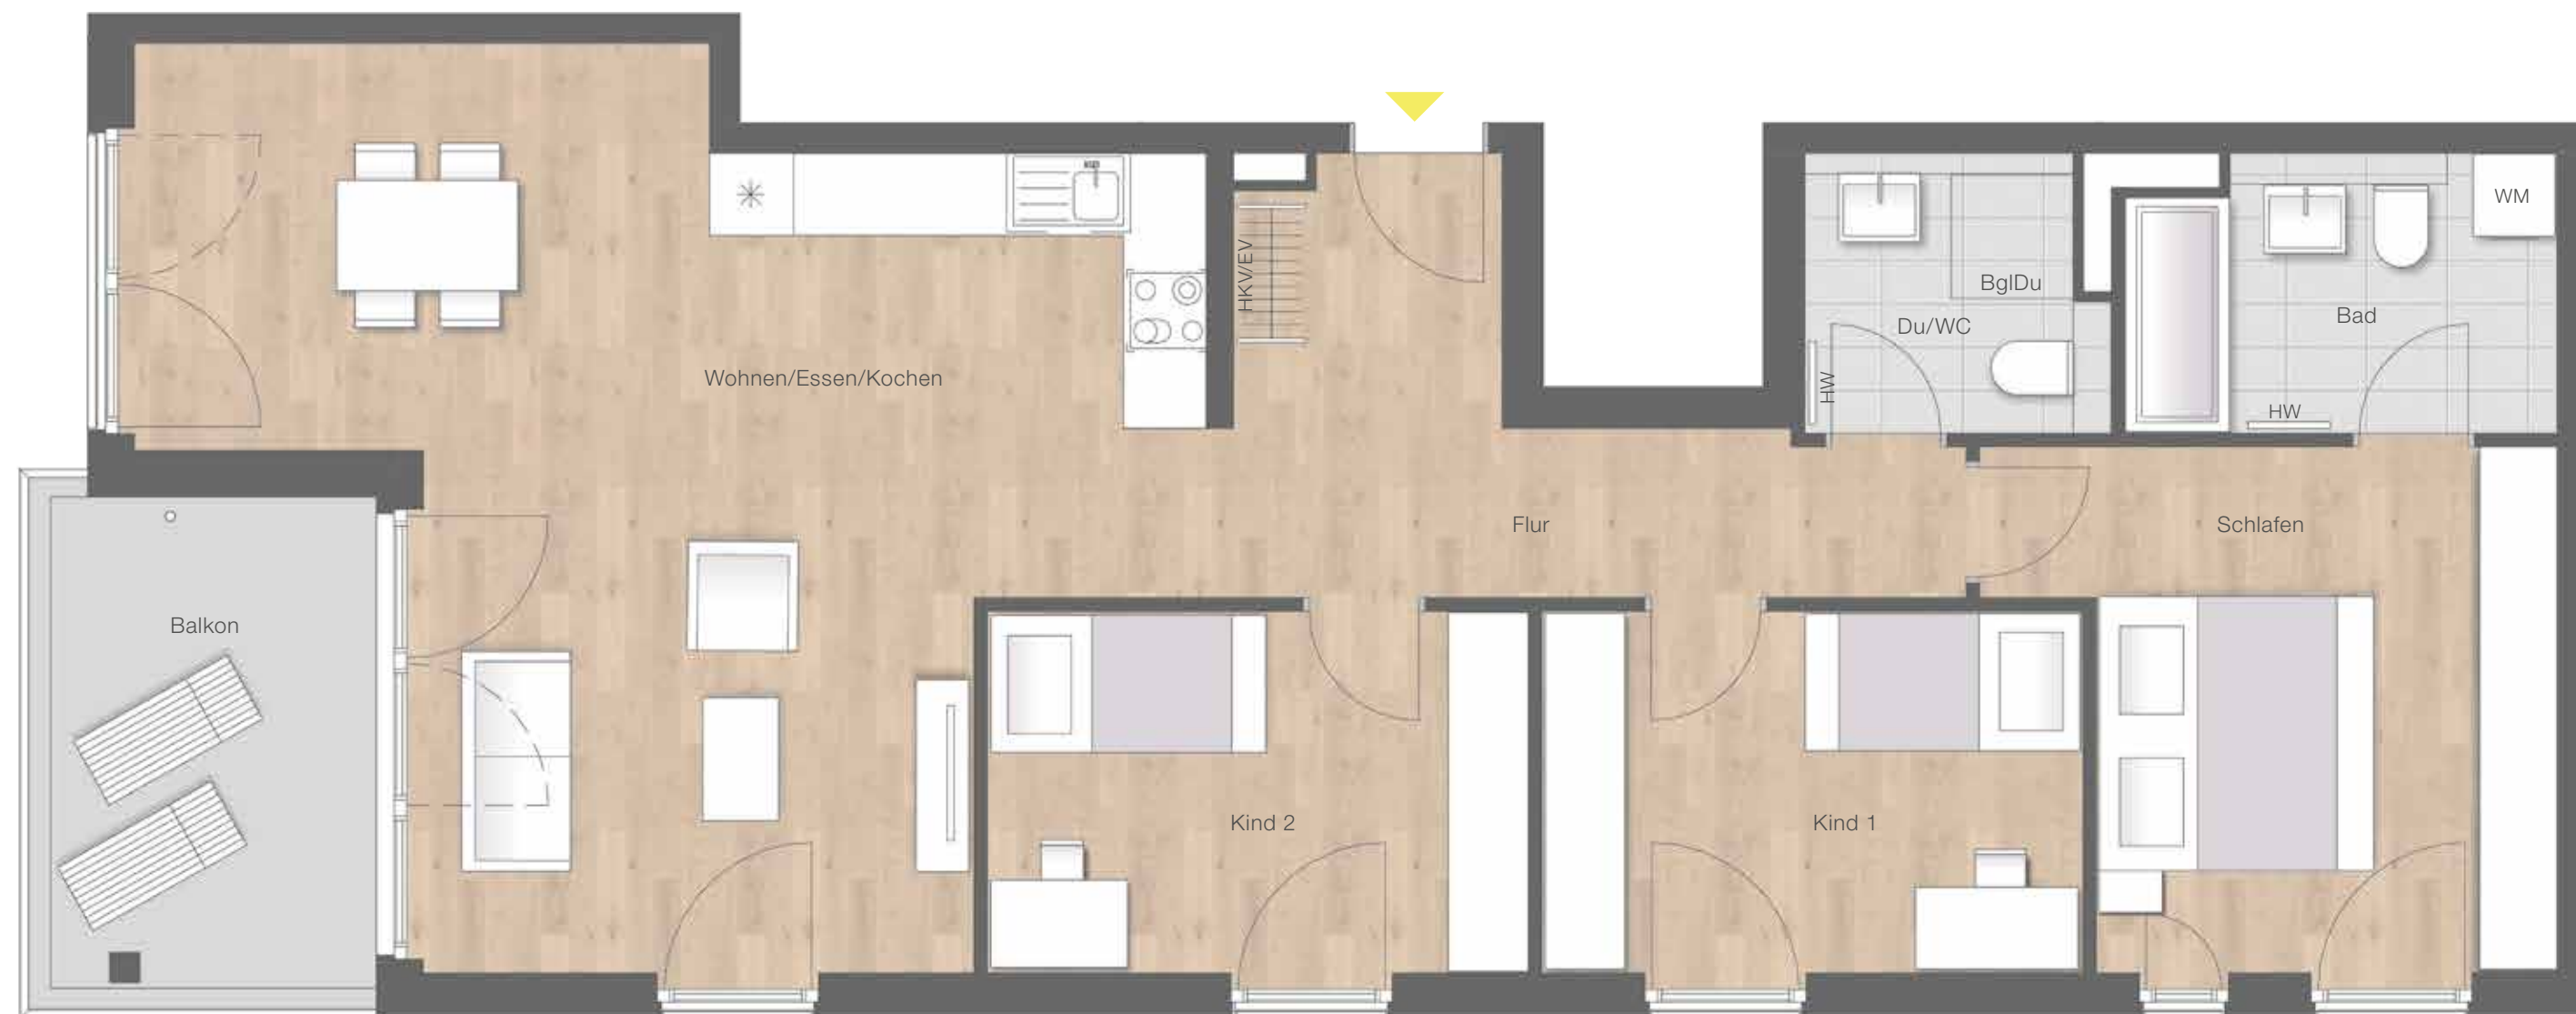 WM
HKV/EV
BglDu
Bad
Du/WC
Wohnen/Essen/Kochen
HW
HW
Flur
Schlafen
Balkon
Kind 2
Kind 1